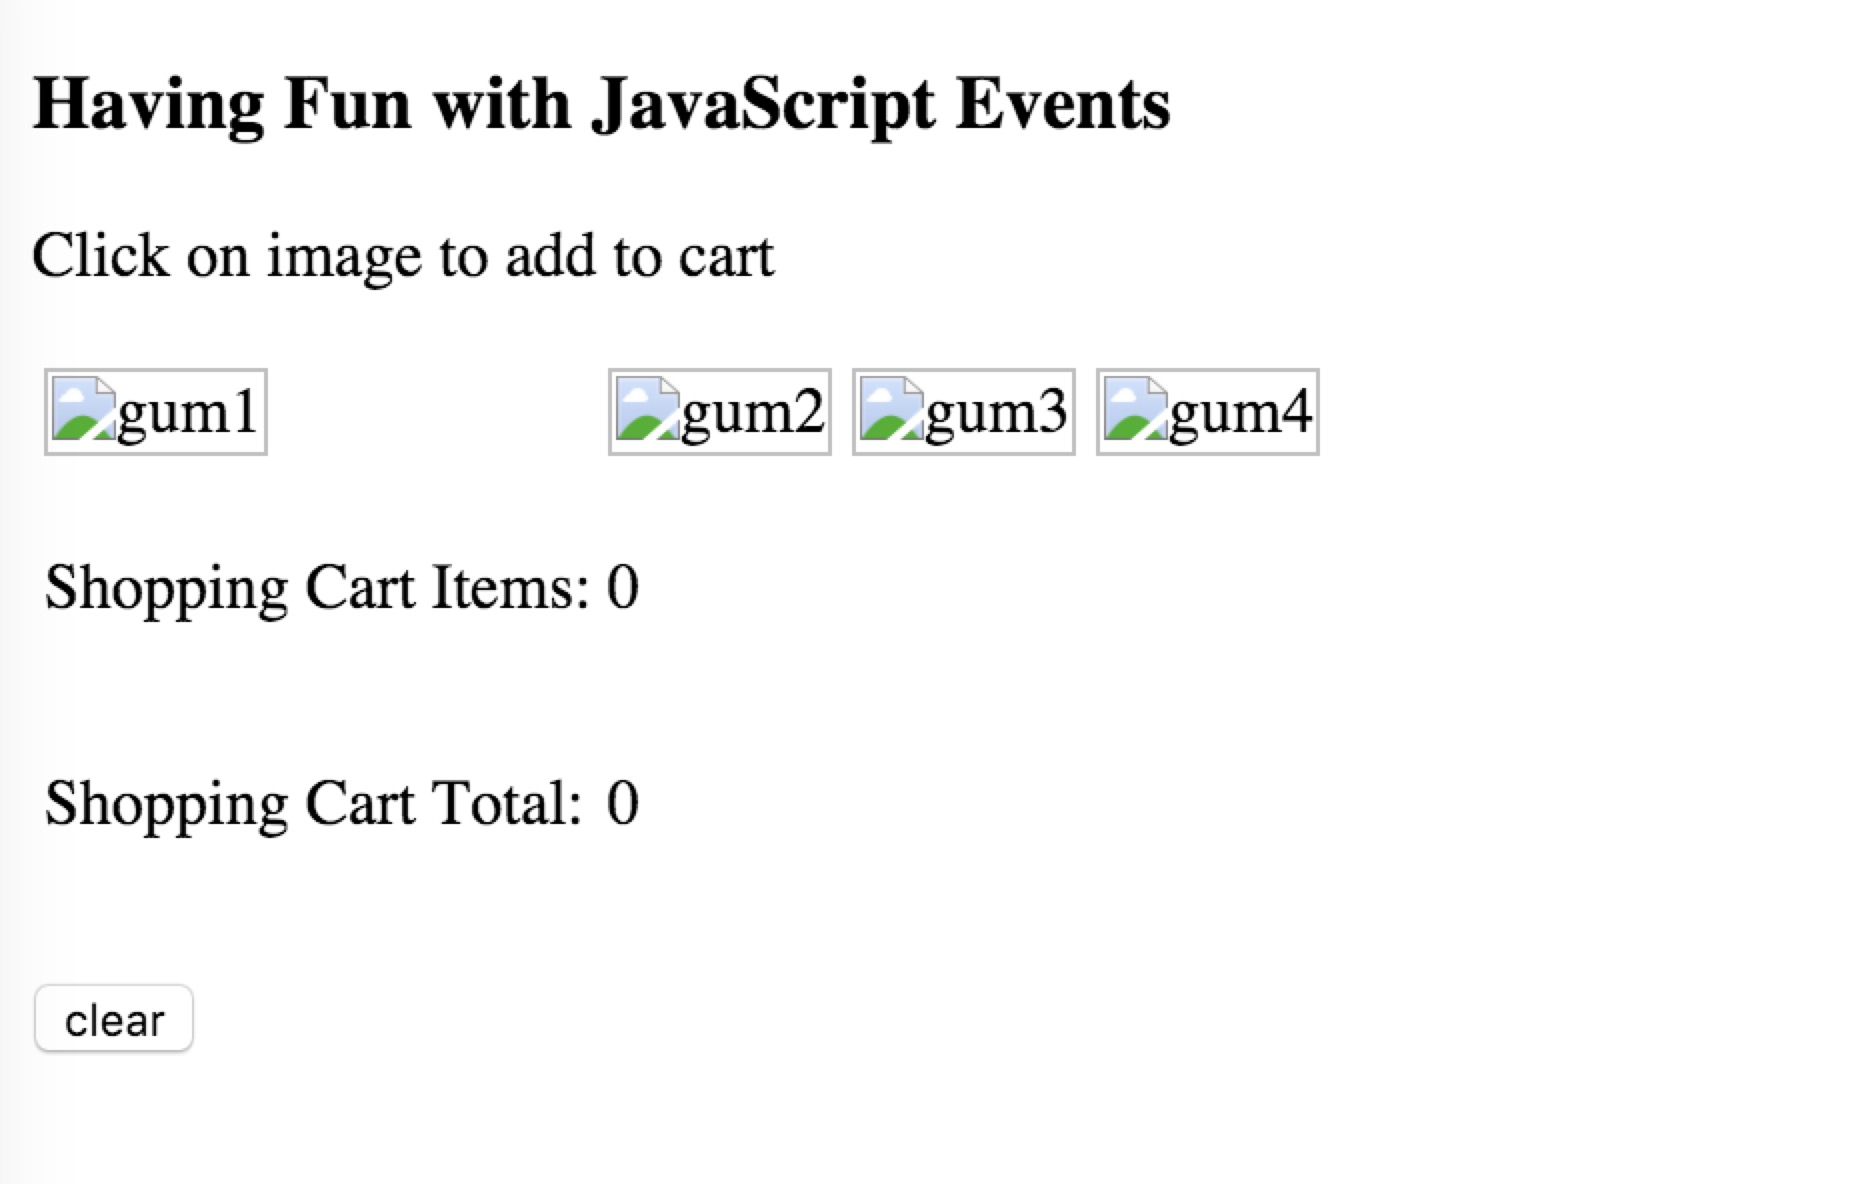 Having Fun with JavaScript Events
Click on image to add to cart
gum1 gum2 gum3 gum4
Shopping Cart Items: 0
Shopping Cart Total: 0
clear